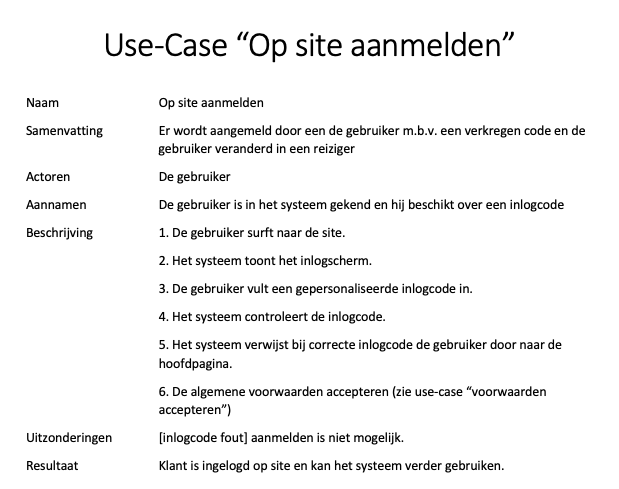 Use-Case “Op site aanmelden”
Naam Op site aanmelden
Samenvatting Er wordt aangemeld door een de gebruiker m.b.v. een verkregen code en de
gebruiker veranderd in een reiziger
Actoren De gebruiker
Aannamen De gebruiker is in het systeem gekend en hij beschikt over een inlogcode
Beschrijving 1. De gebruiker surft naar de site.
2. Het systeem toont het inlogscherm.
3. De gebruiker vult een gepersonaliseerde inlogcode in.
4. Het systeem controleert de inlogcode.
5. Het systeem verwijst bij correcte inlogcode de gebruiker door naar de
hoofdpagina.
6. De algemene voorwaarden accepteren (zie use-case “voorwaarden
accepteren”)
Uitzonderingen [inlogcode fout] aanmelden is niet mogelijk.
Resultaat Klant is ingelogd op site en kan het systeem verder gebruiken.